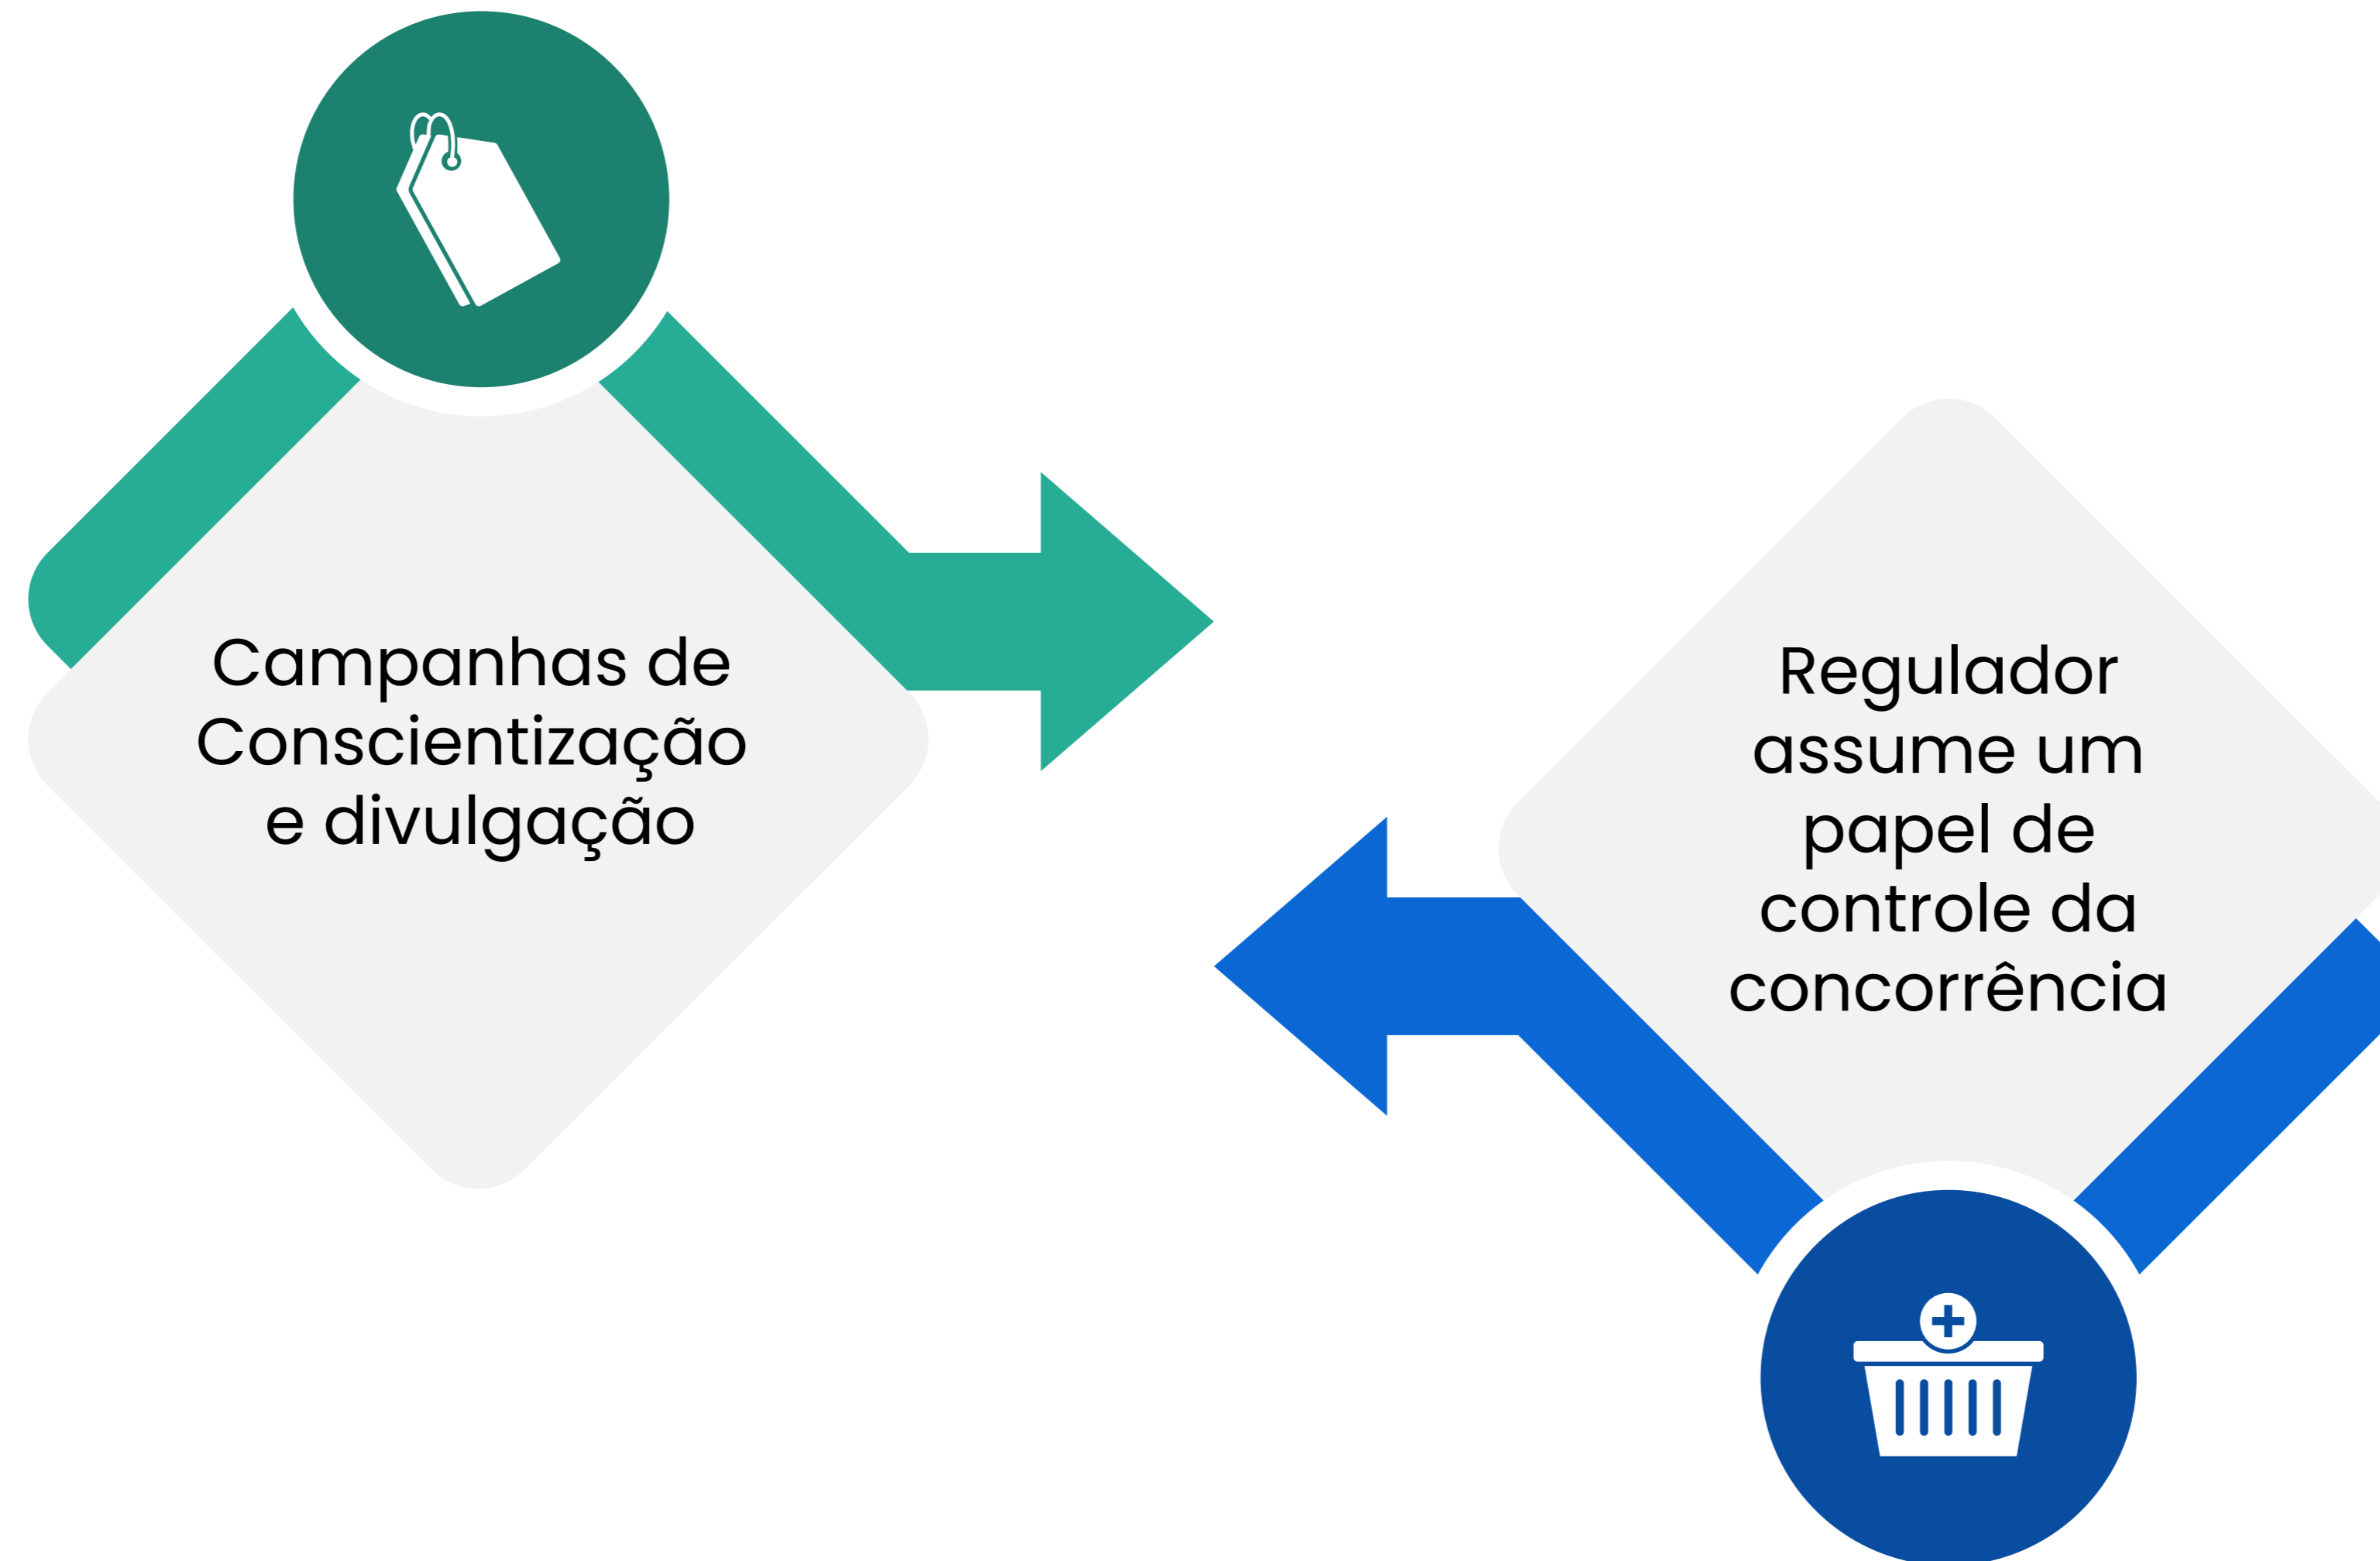 Campanhas de
Conscientização
e divulgação
Regulador
assume um
papel de
controle da
concorrência